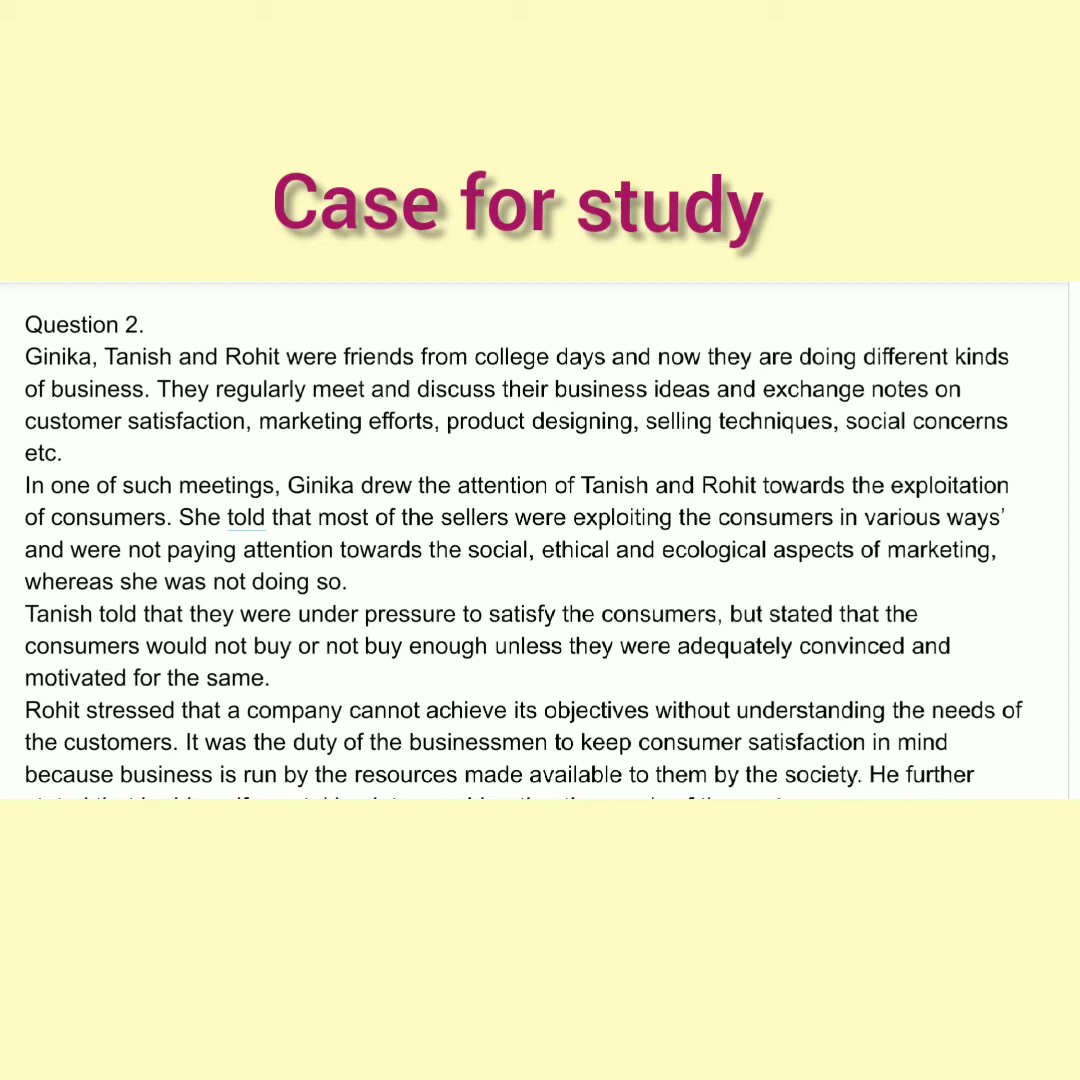 Case for study
Question 2.
Ginika, Tanish and Rohit were friends from college days and now they are doing different kinds
of business. They regularly meet and discuss their business ideas and exchange notes on
customer satisfaction, marketing efforts, product designing, selling techniques, social concerns
etc.
In one of such meetings, Ginika drew the attention of Tanish and Rohit towards the exploitation
of consumers. She told that most of the sellers were exploiting the consumers in various ways’
and were not paying attention towards the social, ethical and ecological aspects of marketing,
whereas she was not doing so.
Tanish told that they were under pressure to satisfy the consumers, but stated that the
consumers would not buy or not buy enough unless they were adequately convinced and
motivated for the same.
Rohit stressed that a company cannot achieve its objectives without understanding the needs of
the customers. It was the duty of the businessmen to keep consumer satisfaction in mind
because business is run by the resources made available to them by the society. He further